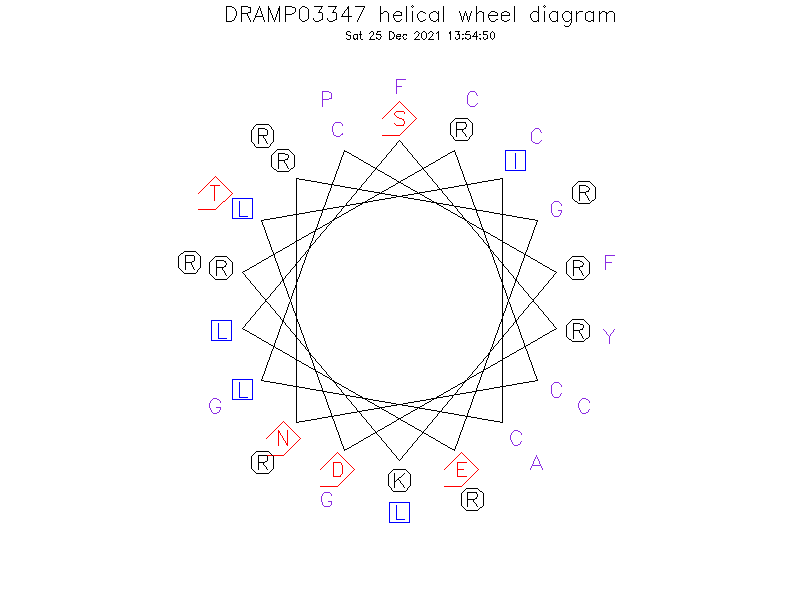 DRAMP03347 helical wheel diagram
Sat 25 Dec 2021 13:54:50
F
P C
C S R
R C
R I
T R
L G
R R R F
L R Y
L C
G C
N C
R D E A
G K R
L